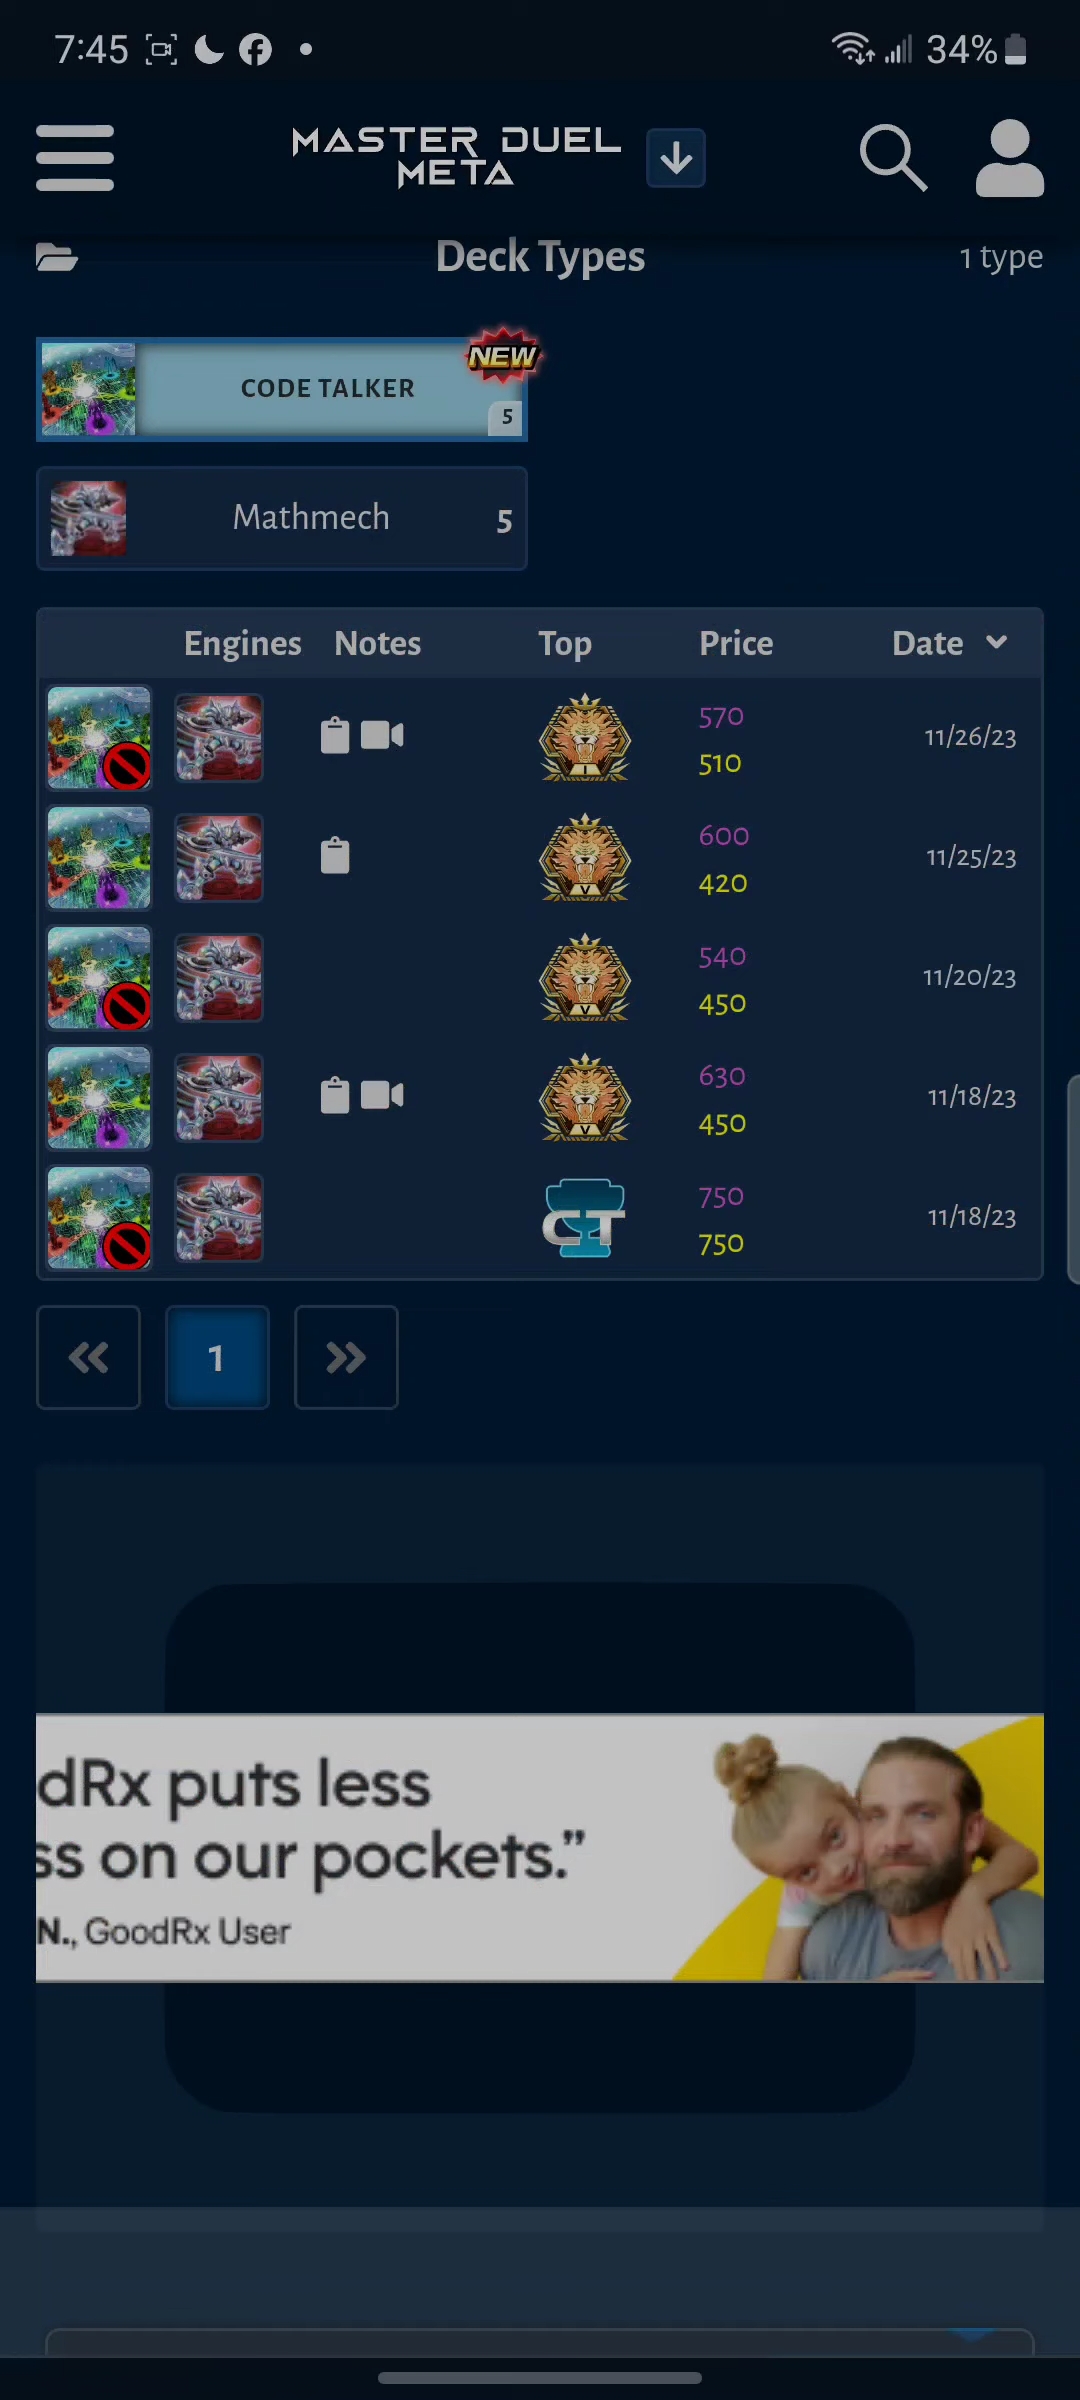 7:45
34%
MASTER DUEL
META
Deck Types
1 type
NEW
CODE TALKER
5
Mathmech
5
Engines Notes Top Price Date
570
510
11/26/23
I
600
420
11/25/23
V
540
450
11/20/23
V
630
450
11/18/23
V
CT
750
750
11/18/23
1
dRx puts less
ss on our pockets.”
N., GoodRx User